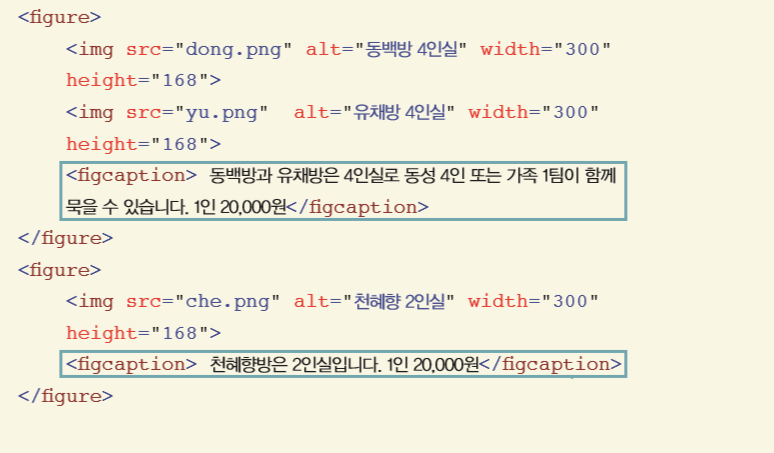 <figure>
<img src="dong.png" alt="동백방 4인실" width="300"
height="168">
<img src="yu.png" alt="유채방 4인실" width="300"
height="168">
<figcaption> 동백방과 유채방은 4인실로 동성 4인 또는 가족 1팀이 함께
묵을 수 있습니다. 1인 20,000원</figcaption>
</figure>
<figure>
<img src="che.png" alt="천혜향 2인실" width="300"
height="168">
<figcaption> 천혜향방은 2인실입니다. 1인 20,000원</figcaption>
</figure>